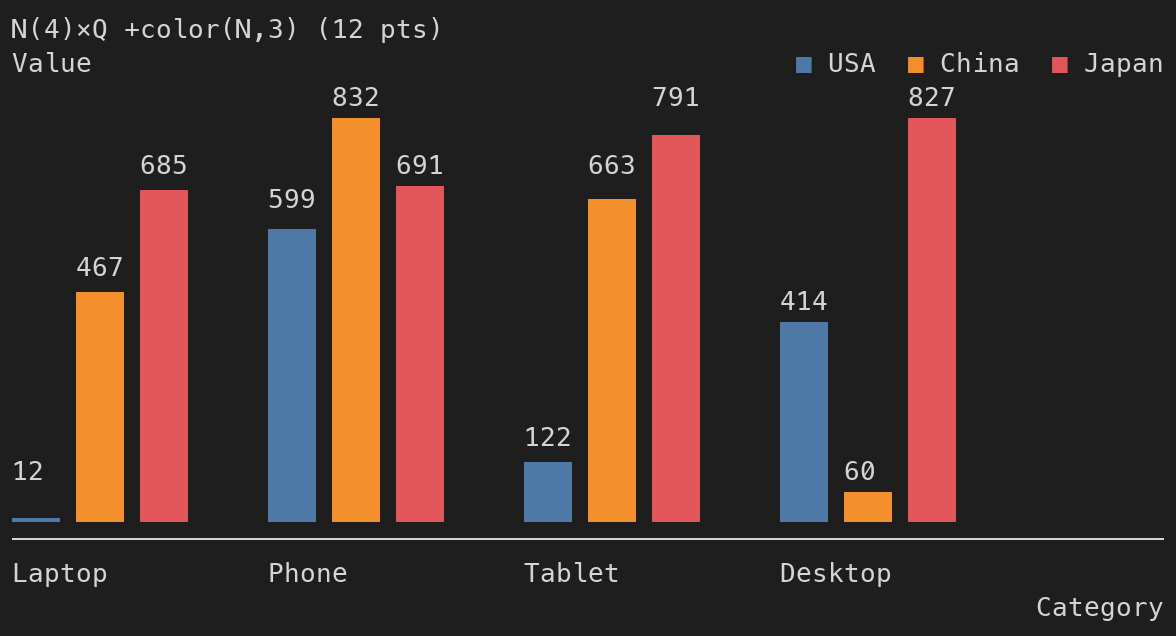 N(4)×Q +color(N,3) (12 pts)
Value ■ USA ■ China ■ Japan
832 791 827
685 663 691
599
467
414
122
12 60
Laptop Phone Tablet Desktop
Category